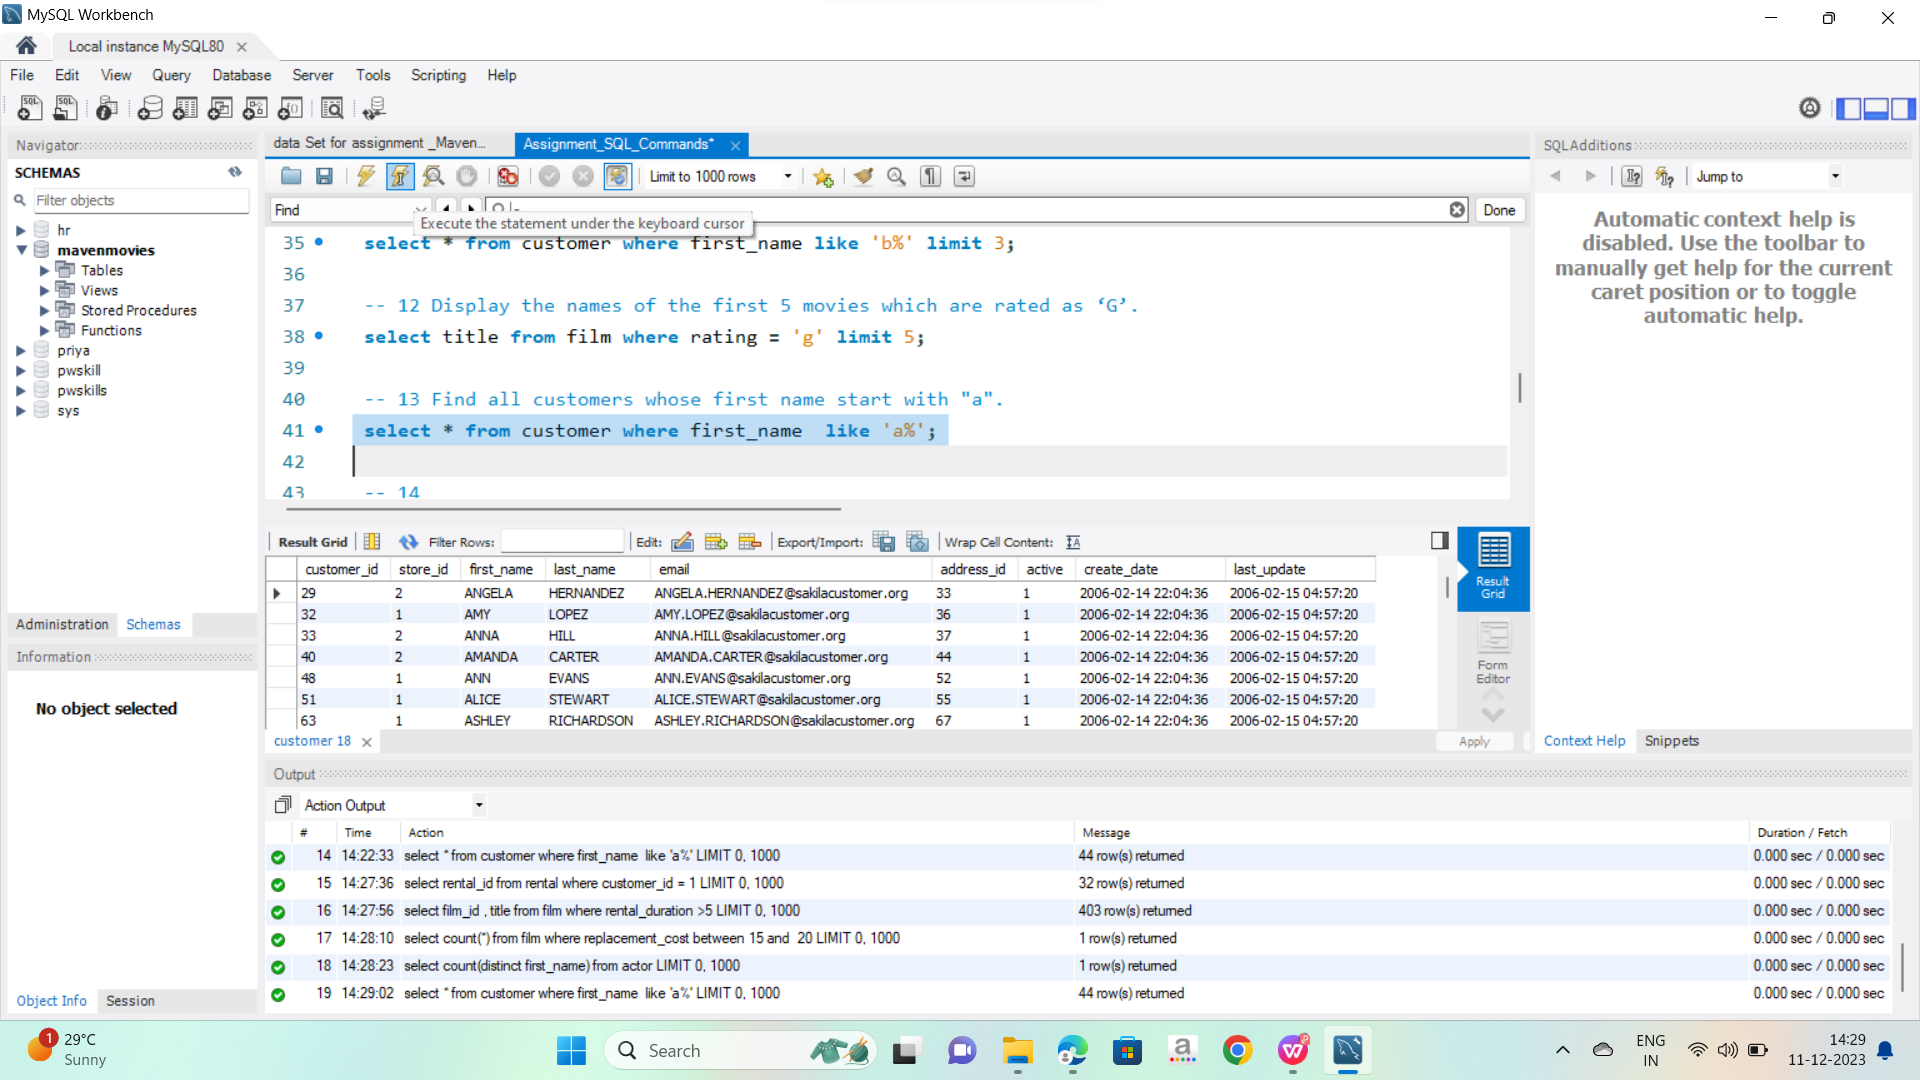 MySQL Workbench
Local instance MySQL80
File Edit View Query Database Server Tools Scripting Help
Navigator
SCHEMAS
Filter objects
hr
mavenmovies
Tables
Views
Stored Procedures
Functions
priya
pwskill
pwskills
sys
Administration Schemas
Information
No object selected
Object Info Session
data Set for assignment _Maven... Assignment_SQL_Commands*
Limit to 1000 rows
Find
Done
Execute the statement under the keyboard cursor
35 select * from customer where first_name like 'b%' limit 3;
36
37 -- 12 Display the names of the first 5 movies which are rated as ‘G’.
38 select title from film where rating = 'g' limit 5;
39
40 -- 13 Find all customers whose first name start with "a".
41 select * from customer where first_name  like 'a%';
42
43 -- 14
Result Grid Filter Rows: Edit: Export/Import: Wrap Cell Content:
customer_id store_id first_name last_name email address_id active create_date last_update
29 2 ANGELA HERNANDEZ ANGELA.HERNANDEZ@sakilacustomer.org 33 1 2006-02-14 22:04:36 2006-02-15 04:57:20
32 1 AMY LOPEZ AMY.LOPEZ@sakilacustomer.org 36 1 2006-02-14 22:04:36 2006-02-15 04:57:20
33 2 ANNA HILL ANNA.HILL@sakilacustomer.org 37 1 2006-02-14 22:04:36 2006-02-15 04:57:20
40 2 AMANDA CARTER AMANDA.CARTER@sakilacustomer.org 44 1 2006-02-14 22:04:36 2006-02-15 04:57:20
48 1 ANN EVANS ANN.EVANS@sakilacustomer.org 52 1 2006-02-14 22:04:36 2006-02-15 04:57:20
51 1 ALICE STEWART ALICE.STEWART@sakilacustomer.org 55 1 2006-02-14 22:04:36 2006-02-15 04:57:20
63 1 ASHLEY RICHARDSON ASHLEY.RICHARDSON@sakilacustomer.org 67 1 2006-02-14 22:04:36 2006-02-15 04:57:20
Result
Grid
Form
Editor
customer 18
Apply
SQLAdditions
Jump to
Automatic context help is
disabled. Use the toolbar to
manually get help for the current
caret position or to toggle
automatic help.
Context Help Snippets
Output
Action Output
# Time Action Message Duration / Fetch
14 14:22:33 select * from customer where first_name  like 'a%' LIMIT 0, 1000 44 row(s) returned 0.000 sec / 0.000 sec
15 14:27:36 select rental_id from rental where customer_id = 1 LIMIT 0, 1000 32 row(s) returned 0.000 sec / 0.000 sec
16 14:27:56 select film_id , title from film where rental_duration >5 LIMIT 0, 1000 403 row(s) returned 0.000 sec / 0.000 sec
17 14:28:10 select count(*) from film where replacement_cost between 15 and  20 LIMIT 0, 1000 1 row(s) returned 0.000 sec / 0.000 sec
18 14:28:23 select count(distinct first_name) from actor LIMIT 0, 1000 1 row(s) returned 0.000 sec / 0.000 sec
19 14:29:02 select * from customer where first_name  like 'a%' LIMIT 0, 1000 44 row(s) returned 0.000 sec / 0.000 sec
1
29°C
Sunny
Search
ENG
IN
14:29
11-12-2023